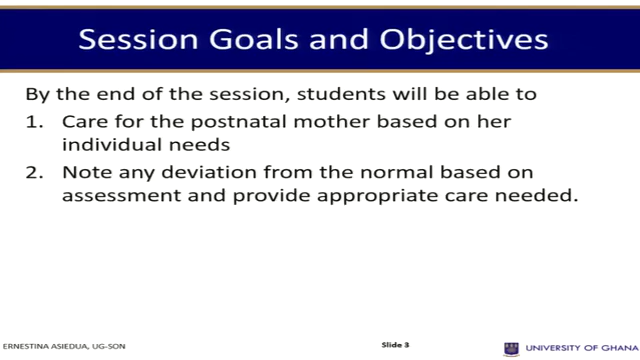 Session Goals and Objectives
By the end of the session, students will be able to
1. Care for the postnatal mother based on her
individual needs
2. Note any deviation from the normal based on
assessment and provide appropriate care needed.
ERNESTINA ASIEDUA, UG-SON
Slide 3
UNIVERSITY OF GHANA